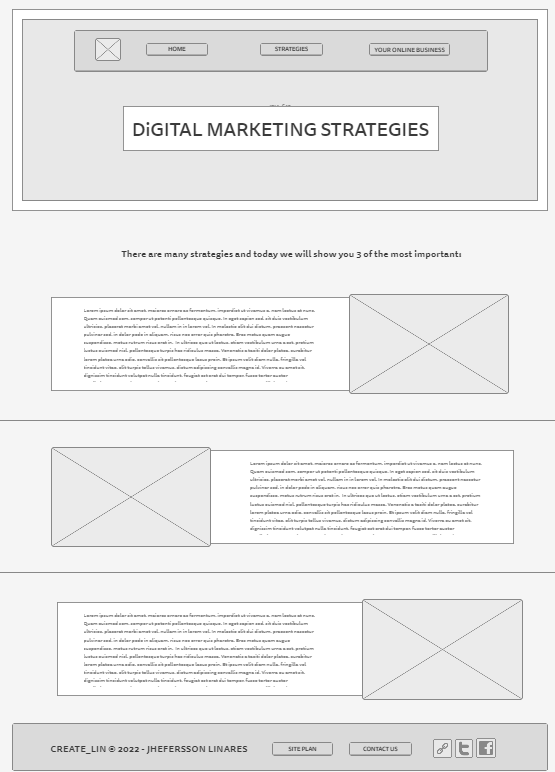 HOME
STRATEGIES
YOUR ONLINE BUSINESS
DiGITAL MARKETING STRATEGIES
There are many strategies and today we will show you 3 of the most important:
Lorem ipsum dolor sit amet, maiores ornare ac fermentum, imperdiet ut vivamus a, nam lectus at nunc.
Quam euismod sem, semper ut potenti pellentesque quisque. In eget sapien sed, sit duis vestibulum
ultricies, placerat morbi amet vel, nullam in in lorem vel. In molestie elit dui dictum, praesent nascetur
pulvinar sed, in dolor pede in aliquam, risus nec error quis pharetra. Eros metus quam augue
suspendisse, metus rutrum risus erat in. In ultrices quo ut lectus, etiam vestibulum urna a est, pretium
luctus euismod nisl, pellentesque turpis hac ridiculus massa. Venenatis a taciti dolor platea, curabitur
lorem platea urna odio, convallis sit pellentesque lacus proin. Et ipsum velit diam nulla, fringilla vel
tincidunt vitae, elit turpis tellus vivamus, dictum adipiscing convallis magna id. Viverra eu amet sit,
dignissim tincidunt volutpat nulla tincidunt, feugiat est erat dui tempor, fusce tortor auctor
Lorem ipsum dolor sit amet, maiores ornare ac fermentum, imperdiet ut vivamus a, nam lectus at nunc.
Quam euismod sem, semper ut potenti pellentesque quisque. In eget sapien sed, sit duis vestibulum
ultricies, placerat morbi amet vel, nullam in in lorem vel. In molestie elit dui dictum, praesent nascetur
pulvinar sed, in dolor pede in aliquam, risus nec error quis pharetra. Eros metus quam augue
suspendisse, metus rutrum risus erat in. In ultrices quo ut lectus, etiam vestibulum urna a est, pretium
luctus euismod nisl, pellentesque turpis hac ridiculus massa. Venenatis a taciti dolor platea, curabitur
lorem platea urna odio, convallis sit pellentesque lacus proin. Et ipsum velit diam nulla, fringilla vel
tincidunt vitae, elit turpis tellus vivamus, dictum adipiscing convallis magna id. Viverra eu amet sit,
dignissim tincidunt volutpat nulla tincidunt, feugiat est erat dui tempor, fusce tortor auctor
Lorem ipsum dolor sit amet, maiores ornare ac fermentum, imperdiet ut vivamus a, nam lectus at nunc.
Quam euismod sem, semper ut potenti pellentesque quisque. In eget sapien sed, sit duis vestibulum
ultricies, placerat morbi amet vel, nullam in in lorem vel. In molestie elit dui dictum, praesent nascetur
pulvinar sed, in dolor pede in aliquam, risus nec error quis pharetra. Eros metus quam augue
suspendisse, metus rutrum risus erat in. In ultrices quo ut lectus, etiam vestibulum urna a est, pretium
luctus euismod nisl, pellentesque turpis hac ridiculus massa. Venenatis a taciti dolor platea, curabitur
lorem platea urna odio, convallis sit pellentesque lacus proin. Et ipsum velit diam nulla, fringilla vel
tincidunt vitae, elit turpis tellus vivamus, dictum adipiscing convallis magna id. Viverra eu amet sit,
dignissim tincidunt volutpat nulla tincidunt, feugiat est erat dui tempor, fusce tortor auctor
CREATE_LIN © 2022 - JHEFERSSON LINARES
SITE PLAN
CONTACT US